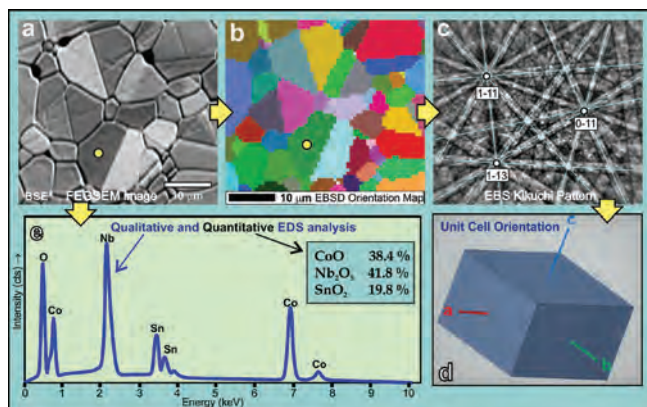 a
b
c
1-11
0-11
1-13
BSE FEGSEM Image 10 µm
10 µm EBSD Orientation Map
EBS Kikuchi Pattern
e
Qualitative and Quantitative EDS analysis
CoO 38.4 %
Nb₂O₅ 41.8 %
SnO₂ 19.8 %
Intensity (cts) →
O
Co
Nb
Sn
Sn
Co
Co
0 1 2 3 4 5 6 7 8 9 10
Energy (keV)
Unit Cell Orientation
c
a
b
d